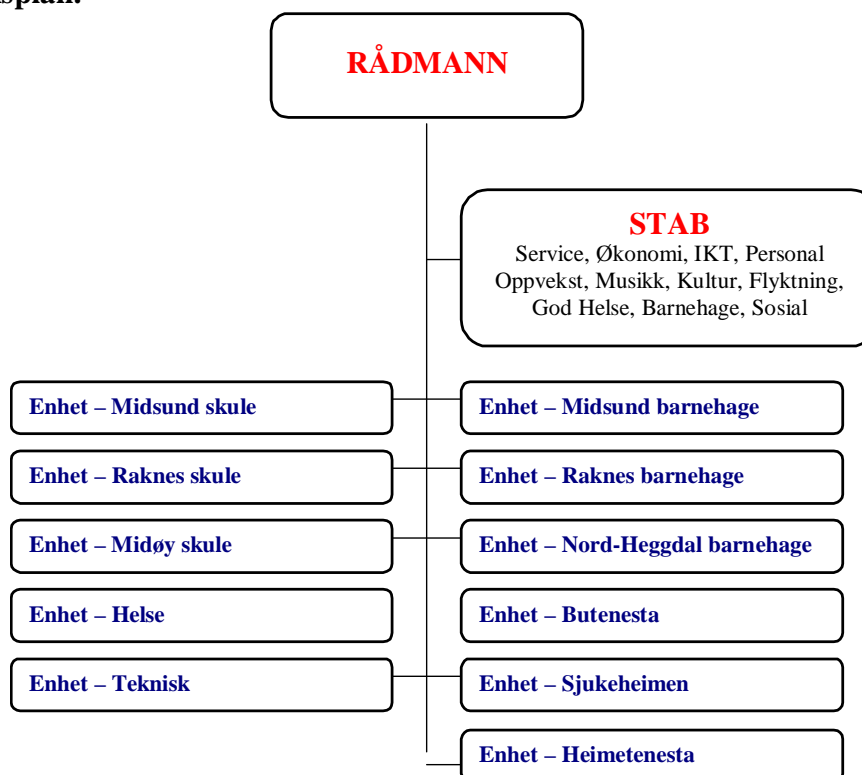 RÅDMANN
STAB
Service, Økonomi, IKT, Personal
Oppvekst, Musikk, Kultur, Flyktning,
God Helse, Barnehage, Sosial
Enhet – Midsund skule
Enhet – Midsund barnehage
Enhet – Raknes skule
Enhet – Raknes barnehage
Enhet – Midøy skule
Enhet – Nord-Heggdal barnehage
Enhet – Helse
Enhet – Butenesta
Enhet – Teknisk
Enhet – Sjukeheimen
Enhet – Heimetenesta